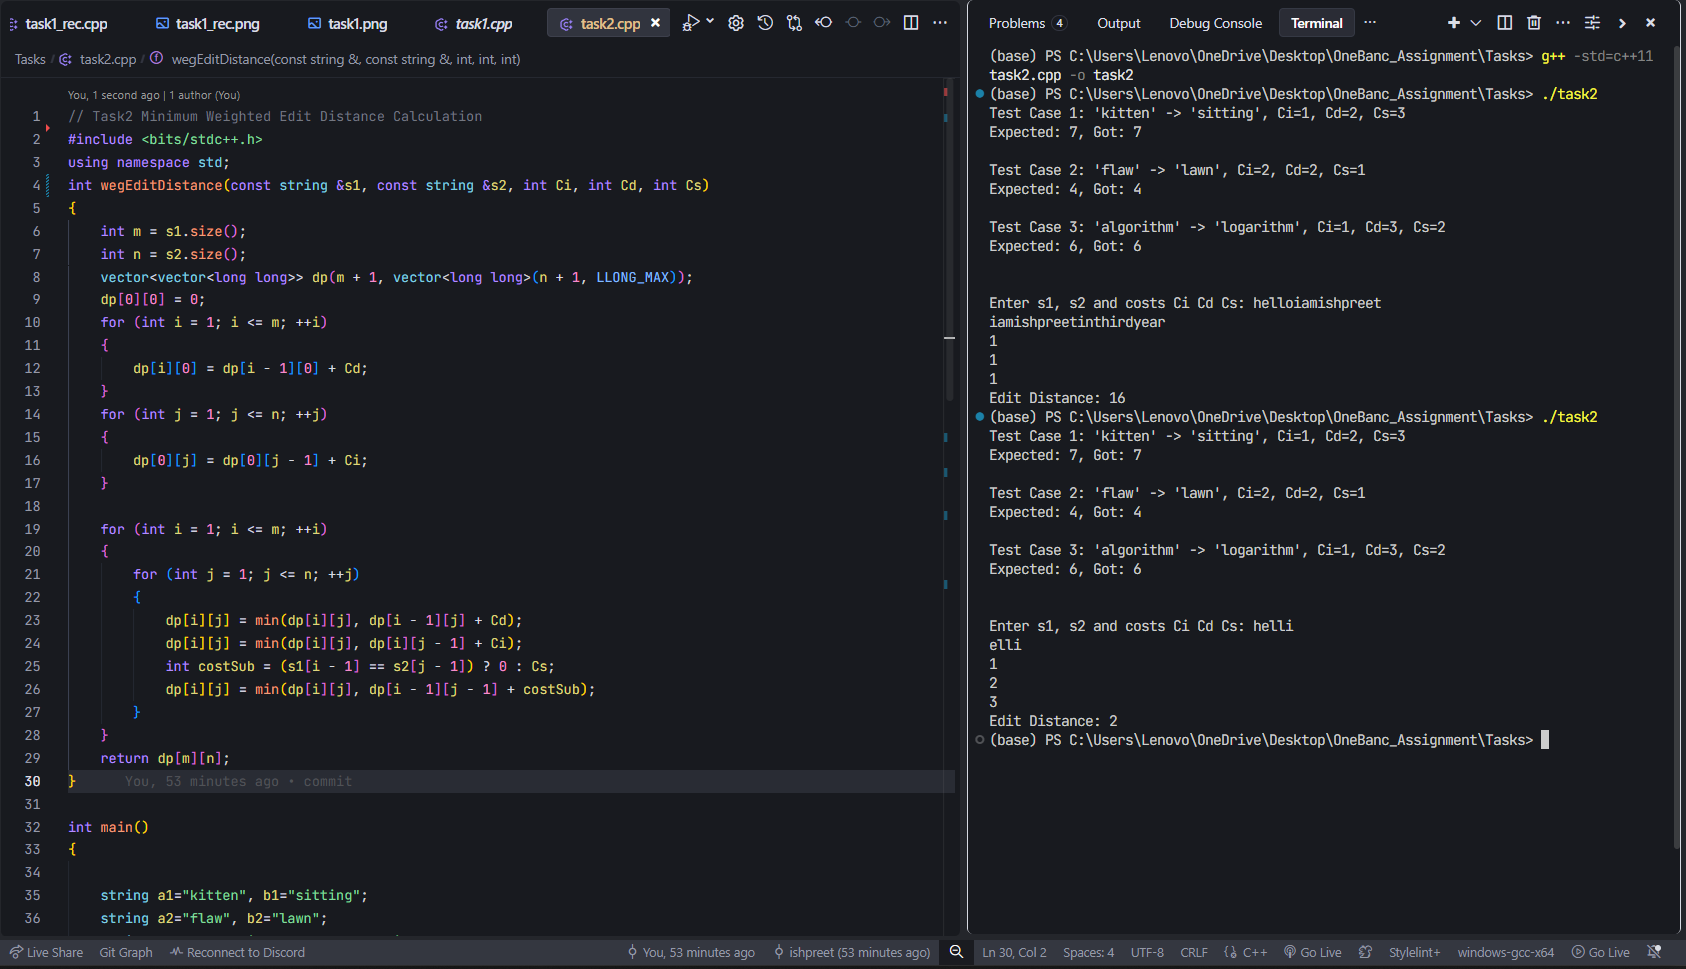 task1_rec.cpp task1_rec.png task1.png task1.cpp task2.cpp
Tasks task2.cpp wegEditDistance(const string &, const string &, int, int, int)
You, 1 second ago | 1 author (You)
1 // Task2 Minimum Weighted Edit Distance Calculation
2 #include <bits/stdc++.h>
3 using namespace std;
4 int wegEditDistance(const string &s1, const string &s2, int Ci, int Cd, int Cs)
5 {
6 int m = s1.size();
7 int n = s2.size();
8 vector<vector<long long>> dp(m + 1, vector<long long>(n + 1, LLONG_MAX));
9 dp[0][0] = 0;
10 for (int i = 1; i <= m; ++i)
11 {
12 dp[i][0] = dp[i - 1][0] + Cd;
13 }
14 for (int j = 1; j <= n; ++j)
15 {
16 dp[0][j] = dp[0][j - 1] + Ci;
17 }
18
19 for (int i = 1; i <= m; ++i)
20 {
21 for (int j = 1; j <= n; ++j)
22 {
23 dp[i][j] = min(dp[i][j], dp[i - 1][j] + Cd);
24 dp[i][j] = min(dp[i][j], dp[i][j - 1] + Ci);
25 int costSub = (s1[i - 1] == s2[j - 1]) ? 0 : Cs;
26 dp[i][j] = min(dp[i][j], dp[i - 1][j - 1] + costSub);
27 }
28 }
29 return dp[m][n];
30 } You, 53 minutes ago • commit
31
32 int main()
33 {
34
35 string a1="kitten", b1="sitting";
36 string a2="flaw", b2="lawn";
Problems 4 Output Debug Console Terminal
(base) PS C:\Users\Lenovo\OneDrive\Desktop\OneBanc_Assignment\Tasks> g++ -std=c++11
task2.cpp -o task2
(base) PS C:\Users\Lenovo\OneDrive\Desktop\OneBanc_Assignment\Tasks> ./task2
Test Case 1: 'kitten' -> 'sitting', Ci=1, Cd=2, Cs=3
Expected: 7, Got: 7
Test Case 2: 'flaw' -> 'lawn', Ci=2, Cd=2, Cs=1
Expected: 4, Got: 4
Test Case 3: 'algorithm' -> 'logarithm', Ci=1, Cd=3, Cs=2
Expected: 6, Got: 6
Enter s1, s2 and costs Ci Cd Cs: helloiamishpreet
iamishpreetinthirdyear
1
1
1
Edit Distance: 16
(base) PS C:\Users\Lenovo\OneDrive\Desktop\OneBanc_Assignment\Tasks> ./task2
Test Case 1: 'kitten' -> 'sitting', Ci=1, Cd=2, Cs=3
Expected: 7, Got: 7
Test Case 2: 'flaw' -> 'lawn', Ci=2, Cd=2, Cs=1
Expected: 4, Got: 4
Test Case 3: 'algorithm' -> 'logarithm', Ci=1, Cd=3, Cs=2
Expected: 6, Got: 6
Enter s1, s2 and costs Ci Cd Cs: helli
elli
1
2
3
Edit Distance: 2
(base) PS C:\Users\Lenovo\OneDrive\Desktop\OneBanc_Assignment\Tasks>
Live Share Git Graph Reconnect to Discord You, 53 minutes ago ishpreet (53 minutes ago) Ln 30, Col 2 Spaces: 4 UTF-8 CRLF {} C++ Go Live Stylelint+ windows-gcc-x64 Go Live